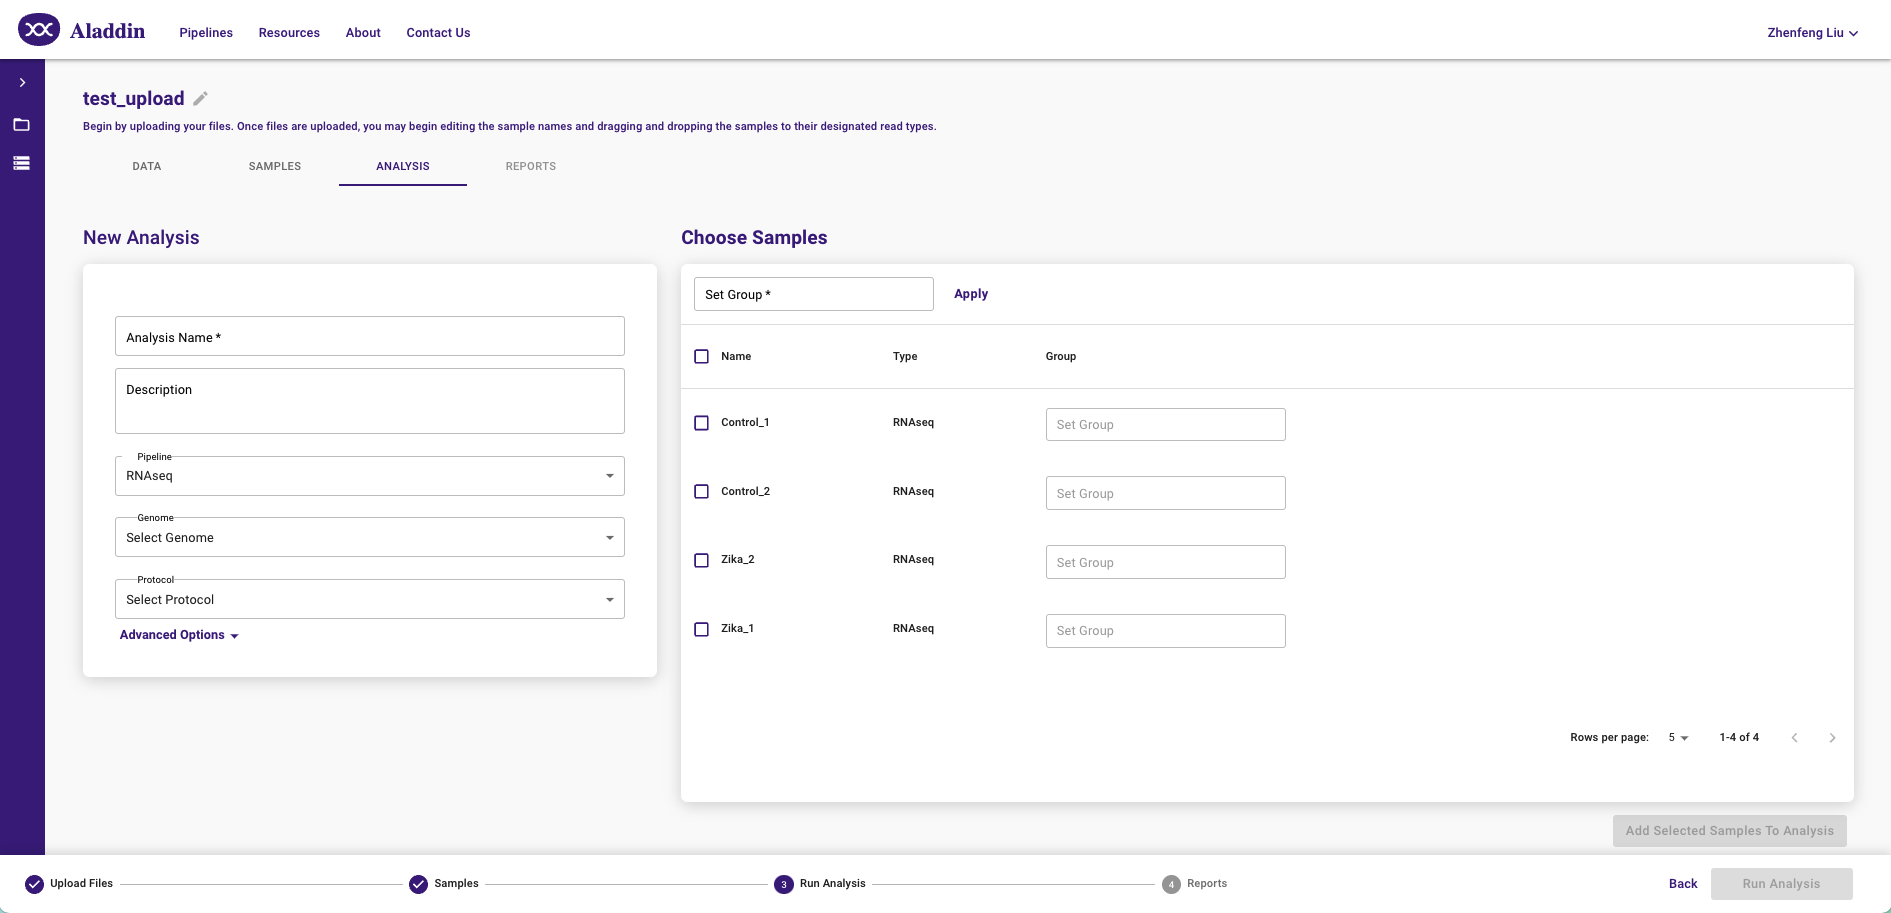 Aladdin Pipelines Resources About Contact Us Zhenfeng Liu
test_upload
Begin by uploading your files. Once files are uploaded, you may begin editing the sample names and dragging and dropping the samples to their designated read types.
DATA SAMPLES ANALYSIS REPORTS
New Analysis
Analysis Name *
Description
Pipeline
RNAseq
Genome
Select Genome
Protocol
Select Protocol
Advanced Options
Choose Samples
Set Group * Apply
Name Type Group
Control_1 RNAseq Set Group
Control_2 RNAseq Set Group
Zika_2 RNAseq Set Group
Zika_1 RNAseq Set Group
Rows per page: 5 1-4 of 4
Add Selected Samples To Analysis
Upload Files Samples 3 Run Analysis 4 Reports Back Run Analysis